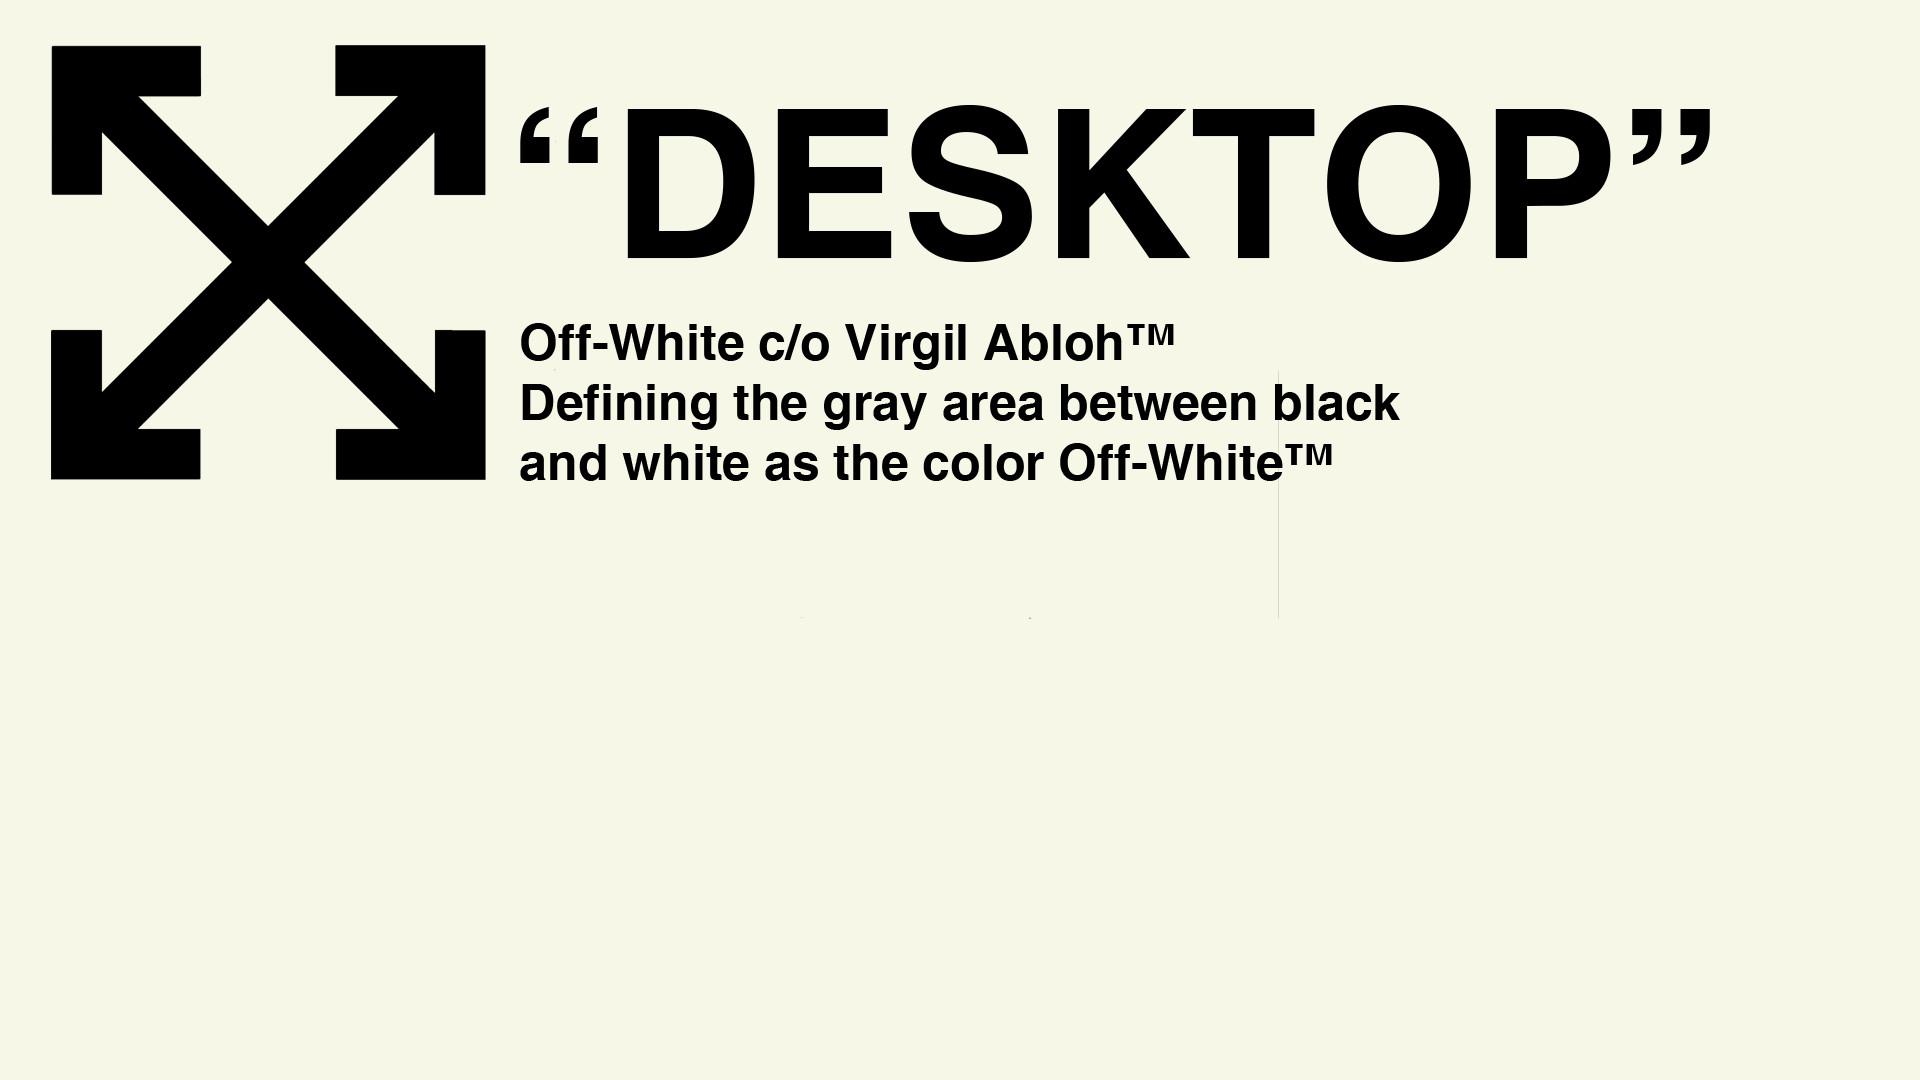 “DESKTOP”
Off-White c/o Virgil Abloh™
Defining the gray area between black
and white as the color Off-White™